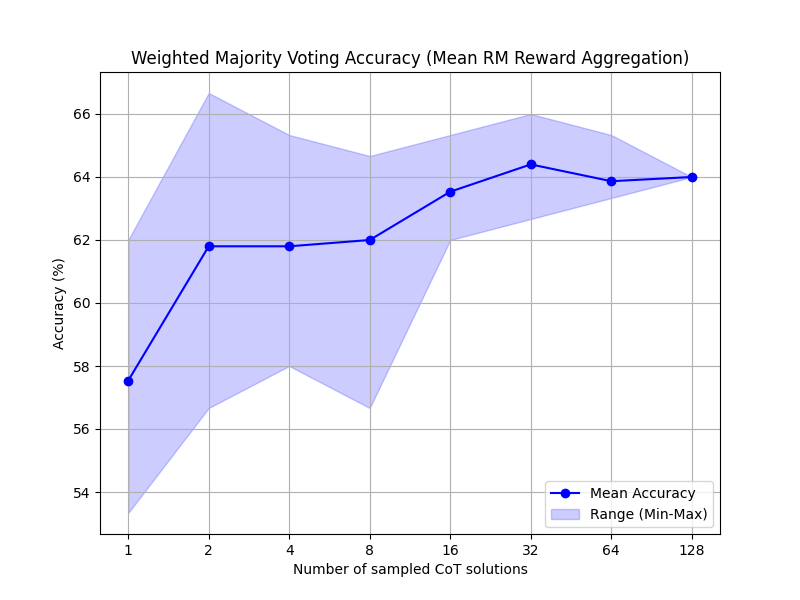 Weighted Majority Voting Accuracy (Mean RM Reward Aggregation)
Accuracy (%)
66
64
62
60
58
56
54
Mean Accuracy
Range (Min-Max)
1 2 4 8 16 32 64 128
Number of sampled CoT solutions